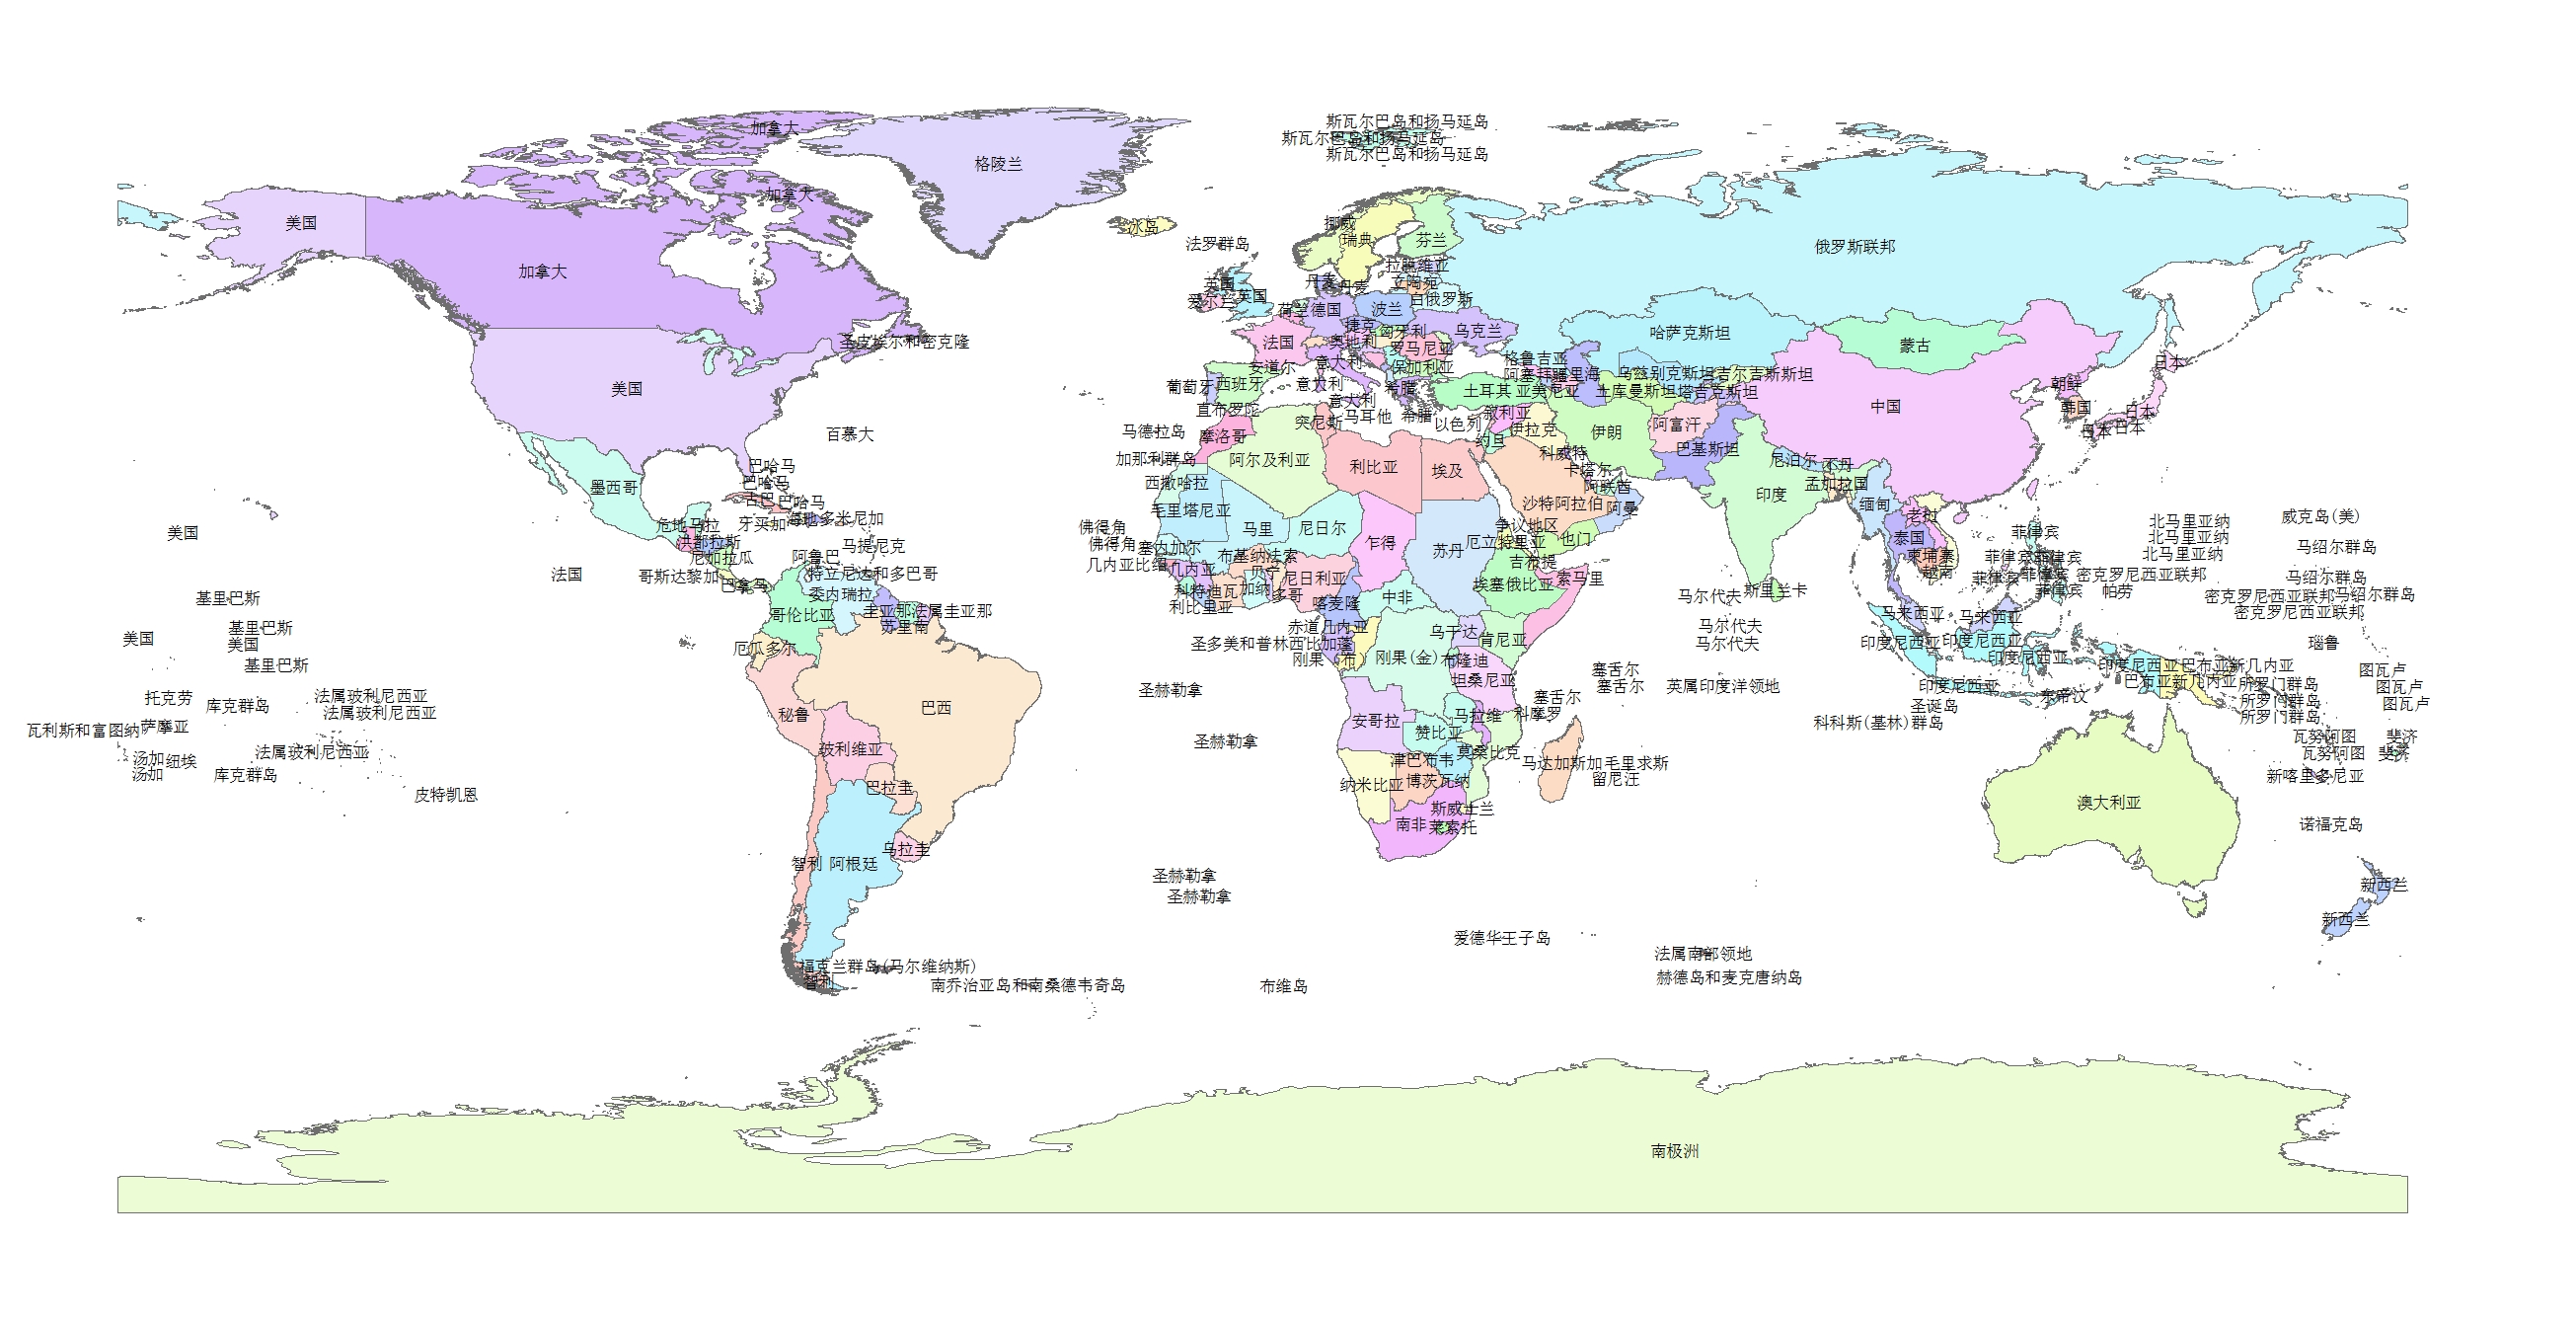 斯瓦尔巴岛和扬马延岛
加拿大
斯瓦尔巴岛和扬马延岛
斯瓦尔巴岛和扬马延岛
格陵兰
加拿大
美国
冰岛
挪威
瑞典
芬兰
法罗群岛
俄罗斯联邦
加拿大
拉脱维亚
丹麦
丹麦
立陶宛
英国
英国
爱尔兰
白俄罗斯
荷兰
德国
波兰
捷克
匈牙利
乌克兰
哈萨克斯坦
圣皮埃尔和密克隆
法国
奥地利
罗马尼亚
蒙古
格鲁吉亚
安道尔
意大利
保加利亚
阿塞拜疆
里海
乌兹别克斯坦
吉尔吉斯斯坦
日本
美国
葡萄牙
西班牙
意大利
希腊
土耳其
亚美尼亚
土库曼斯坦
塔吉克斯坦
朝鲜
意大利
直布罗陀
马耳他
希腊
叙利亚
中国
韩国
日本
突尼斯
以色列
伊拉克
阿富汗
日本
日本
百慕大
马德拉岛
摩洛哥
约旦
伊朗
巴基斯坦
加那利群岛
阿尔及利亚
利比亚
埃及
科威特
卡塔尔
尼泊尔
不丹
巴哈马
巴哈马
墨西哥
西撒哈拉
阿联酋
孟加拉国
印度
古巴
巴哈马
毛里塔尼亚
沙特阿拉伯
阿曼
缅甸
危地马拉
牙买加
海地
多米尼加
佛得角
马里
尼日尔
争议地区
老挝
北马里亚纳
威克岛(美)
美国
洪都拉斯
马提尼克
佛得角
塞内加尔
乍得
苏丹
厄立特里亚
也门
泰国
菲律宾
北马里亚纳
马绍尔群岛
尼加拉瓜
阿鲁巴
几内亚比绍
几内亚
布基纳法索
吉布提
柬埔寨
菲律宾
菲律宾
北马里亚纳
法国
哥斯达黎加
巴拿马
特立尼达和多巴哥
贝宁
尼日利亚
埃塞俄比亚
索马里
越南
菲律宾
菲律宾
密克罗尼西亚联邦
马绍尔群岛
基里巴斯
委内瑞拉
科特迪瓦
加纳
多哥
中非
马尔代夫
斯里兰卡
菲律宾
帕劳
密克罗尼西亚联邦
马绍尔群岛
哥伦比亚
圭亚那
法属圭亚那
利比里亚
喀麦隆
马来西亚
马来西亚
密克罗尼西亚联邦
基里巴斯
苏里南
赤道几内亚
乌干达
马尔代夫
美国
美国
厄瓜多尔
圣多美和普林西比
加蓬
肯尼亚
马尔代夫
印度尼西亚
印度尼西亚
瑙鲁
基里巴斯
刚果
刚果(金)
布隆迪
塞舌尔
印度尼西亚
印度尼西亚
巴布亚新几内亚
图瓦卢
坦桑尼亚
塞舌尔
英属印度洋领地
印度尼西亚
巴布亚新几内亚
所罗门群岛
图瓦卢
托克劳
库克群岛
法属玻利尼西亚
圣赫勒拿
塞舌尔
圣诞岛
东帝汶
所罗门群岛
图瓦卢
法属玻利尼西亚
秘鲁
巴西
安哥拉
马拉维
科摩罗
科科斯(基林)群岛
所罗门群岛
瓦利斯和富图纳
萨摩亚
圣赫勒拿
赞比亚
瓦努阿图
斐济
法属玻利尼西亚
玻利维亚
莫桑比克
瓦努阿图
斐济
汤加
纽埃
津巴布韦
马达加斯加
毛里求斯
汤加
库克群岛
巴拉圭
纳米比亚
博茨瓦纳
留尼汪
新喀里多尼亚
皮特凯恩
斯威士兰
澳大利亚
南非
莱索托
诺福克岛
智利
阿根廷
乌拉圭
圣赫勒拿
圣赫勒拿
新西兰
新西兰
爱德华王子岛
法属南部领地
福克兰群岛(马尔维纳斯)
智利
南乔治亚岛和南桑德韦奇岛
布维岛
赫德岛和麦克唐纳岛
南极洲